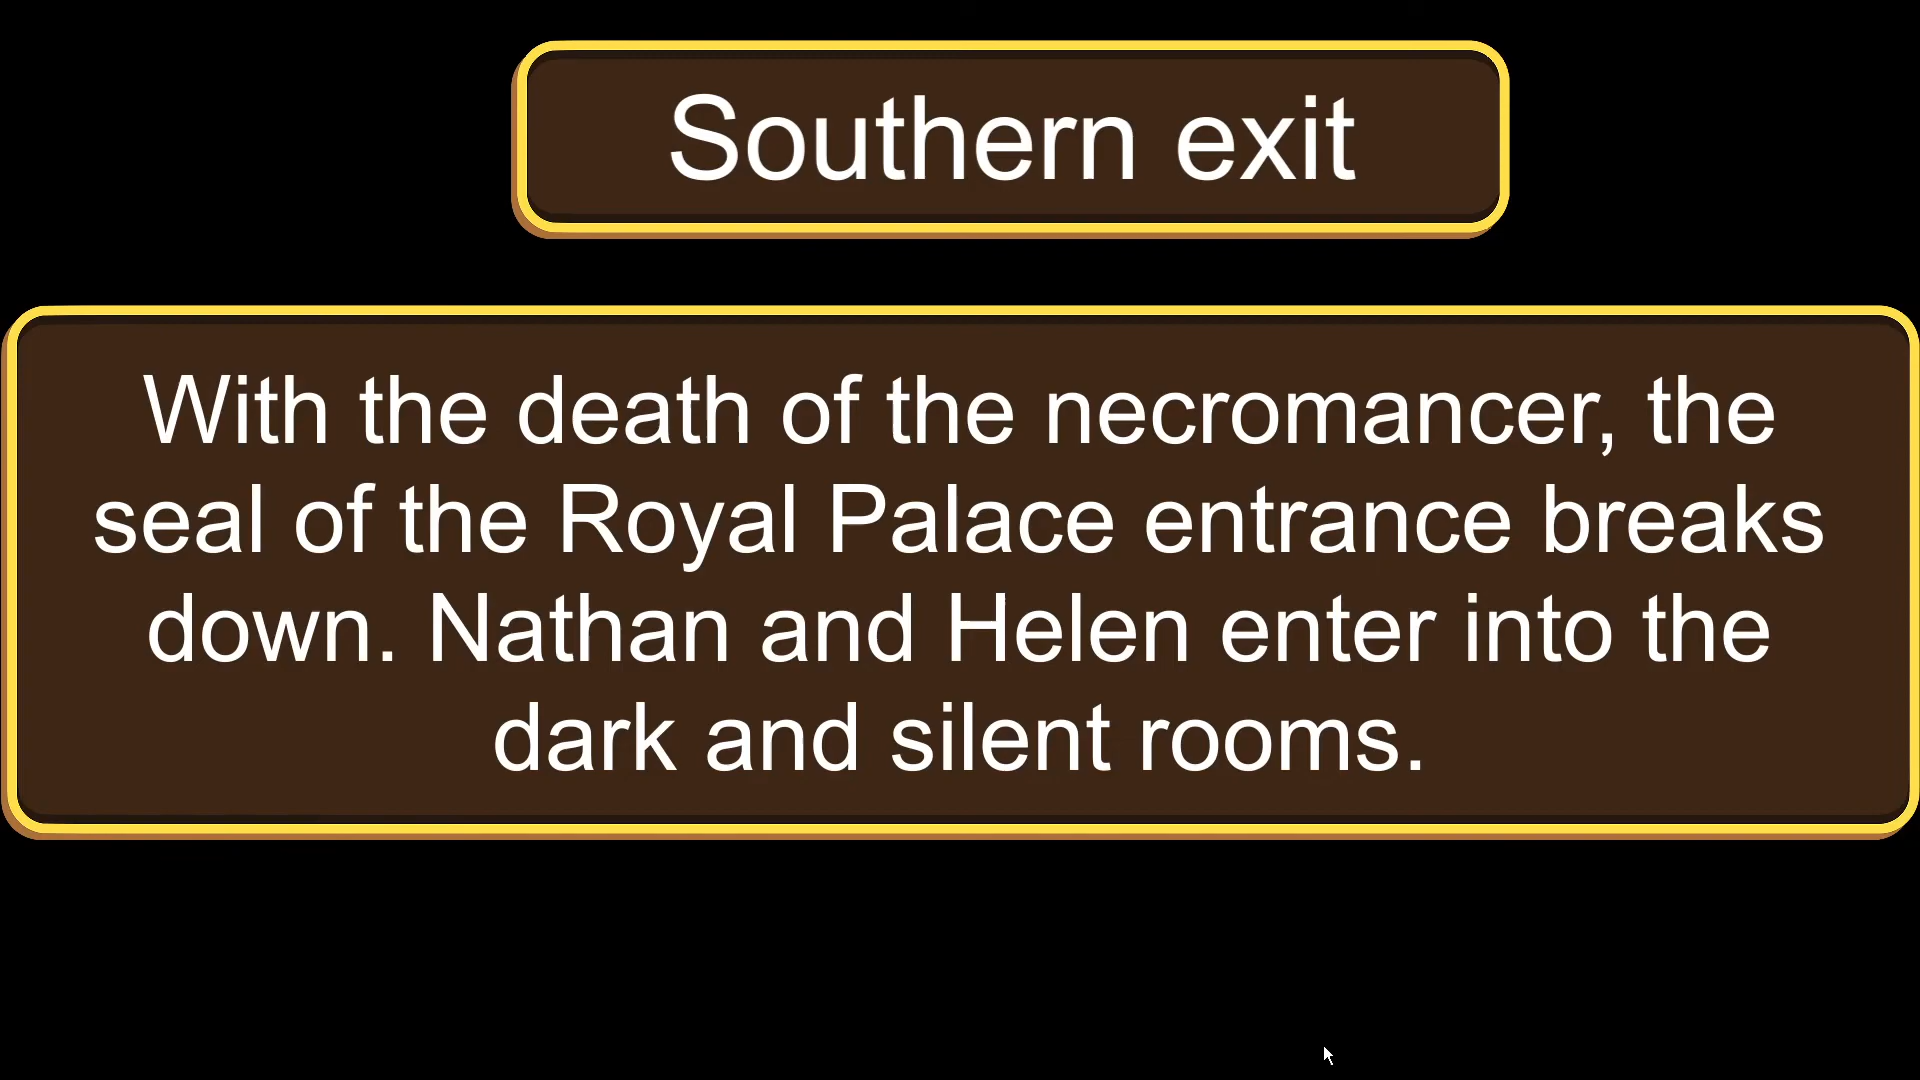 Southern exit
With the death of the necromancer, the
seal of the Royal Palace entrance breaks
down. Nathan and Helen enter into the
dark and silent rooms.